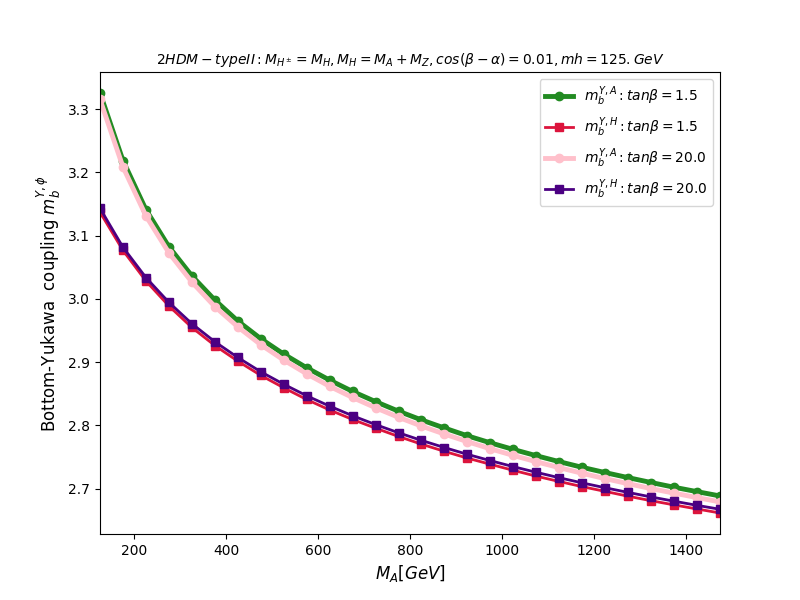 2HDM − typeII : M_{H^±} = M_H, M_H = M_A + M_Z, cos(β − α) = 0.01, mh = 125. GeV
m_b^{Y,A} : tanβ = 1.5
m_b^{Y,H} : tanβ = 1.5
m_b^{Y,A} : tanβ = 20.0
m_b^{Y,H} : tanβ = 20.0
Bottom-Yukawa coupling m_b^{Y,ϕ}
3.3
3.2
3.1
3.0
2.9
2.8
2.7
200 400 600 800 1000 1200 1400
M_A[GeV]